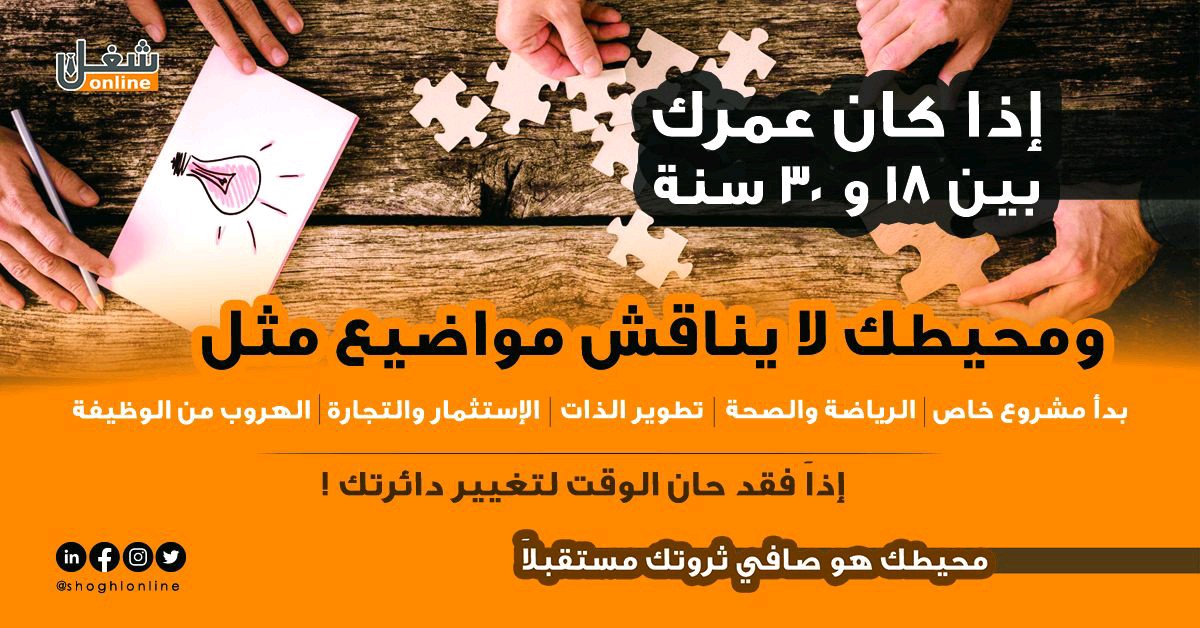 شغل
online
إذا كان عمرك
بين ١٨ و ٣٠ سنة
ومحيطك لا يناقش مواضيع مثل
بدأ مشروع خاص | الرياضة والصحة | تطوير الذات | الإستثمار والتجارة | الهروب من الوظيفة
إذاَ فقد حان الوقت لتغيير دائرتك !
محيطك هو صافي ثروتك مستقبلاَ
@shoghlonline